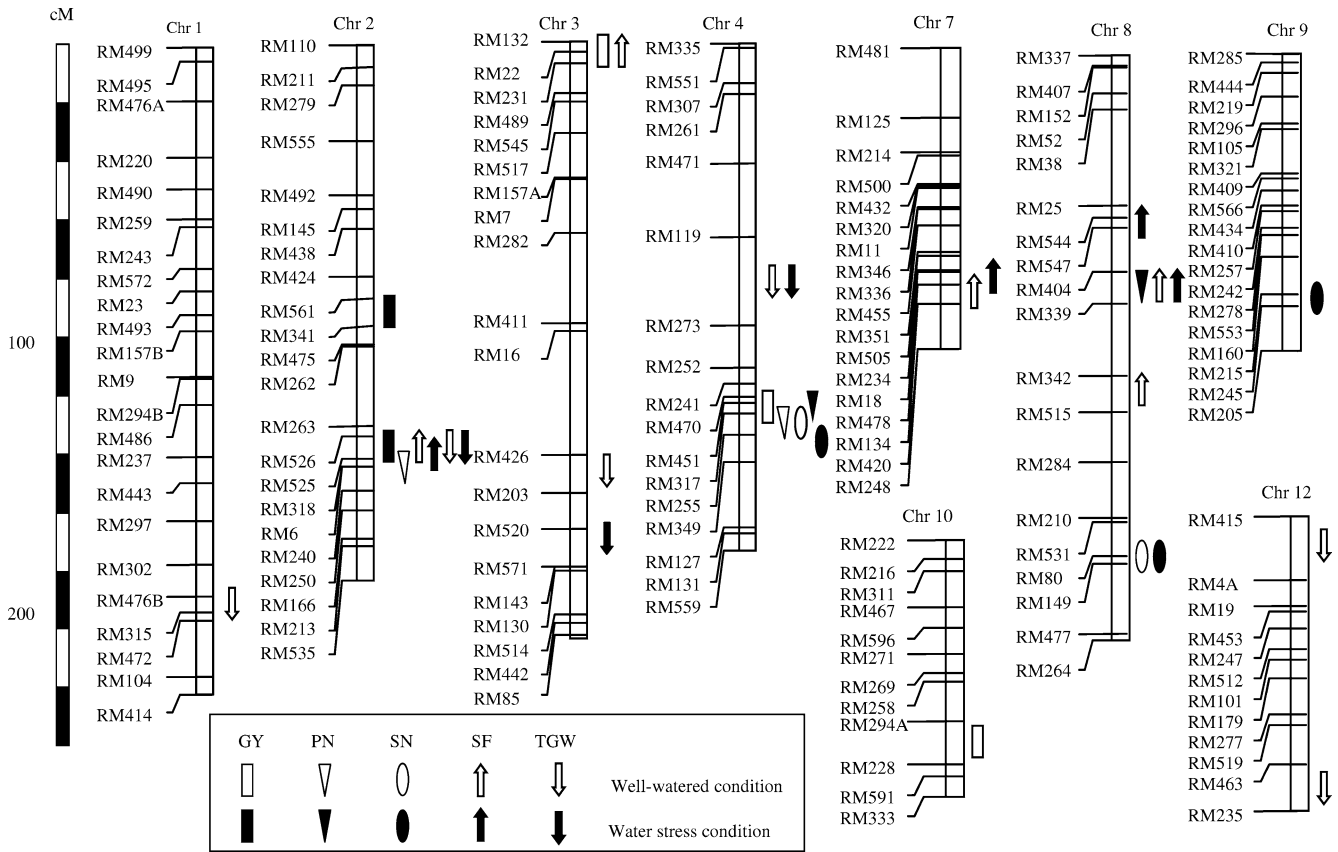 cM
100
200
Chr 1
RM499
RM495
RM476A
RM220
RM490
RM259
RM243
RM572
RM23
RM493
RM157B
RM9
RM294B
RM486
RM237
RM443
RM297
RM302
RM476B
RM315
RM472
RM104
RM414
Chr 2
RM110
RM211
RM279
RM555
RM492
RM145
RM438
RM424
RM561
RM341
RM475
RM262
RM263
RM526
RM525
RM318
RM6
RM240
RM250
RM166
RM213
RM535
Chr 3
RM132
RM22
RM231
RM489
RM545
RM517
RM157A
RM7
RM282
RM411
RM16
RM426
RM203
RM520
RM571
RM143
RM130
RM514
RM442
RM85
Chr 4
RM335
RM551
RM307
RM261
RM471
RM119
RM273
RM252
RM241
RM470
RM451
RM317
RM255
RM349
RM127
RM131
RM559
Chr 7
RM481
RM125
RM214
RM500
RM432
RM320
RM11
RM346
RM336
RM455
RM351
RM505
RM234
RM18
RM478
RM134
RM420
RM248
Chr 8
RM337
RM407
RM152
RM52
RM38
RM25
RM544
RM547
RM404
RM339
RM342
RM515
RM284
RM210
RM531
RM80
RM149
RM477
RM264
Chr 9
RM285
RM444
RM219
RM296
RM105
RM321
RM409
RM566
RM434
RM410
RM257
RM242
RM278
RM553
RM160
RM215
RM245
RM205
Chr 10
RM222
RM216
RM311
RM467
RM596
RM271
RM269
RM258
RM294A
RM228
RM591
RM333
Chr 12
RM415
RM4A
RM19
RM453
RM247
RM512
RM101
RM179
RM277
RM519
RM463
RM235
GY PN SN SF TGW
Well-watered condition
Water stress condition